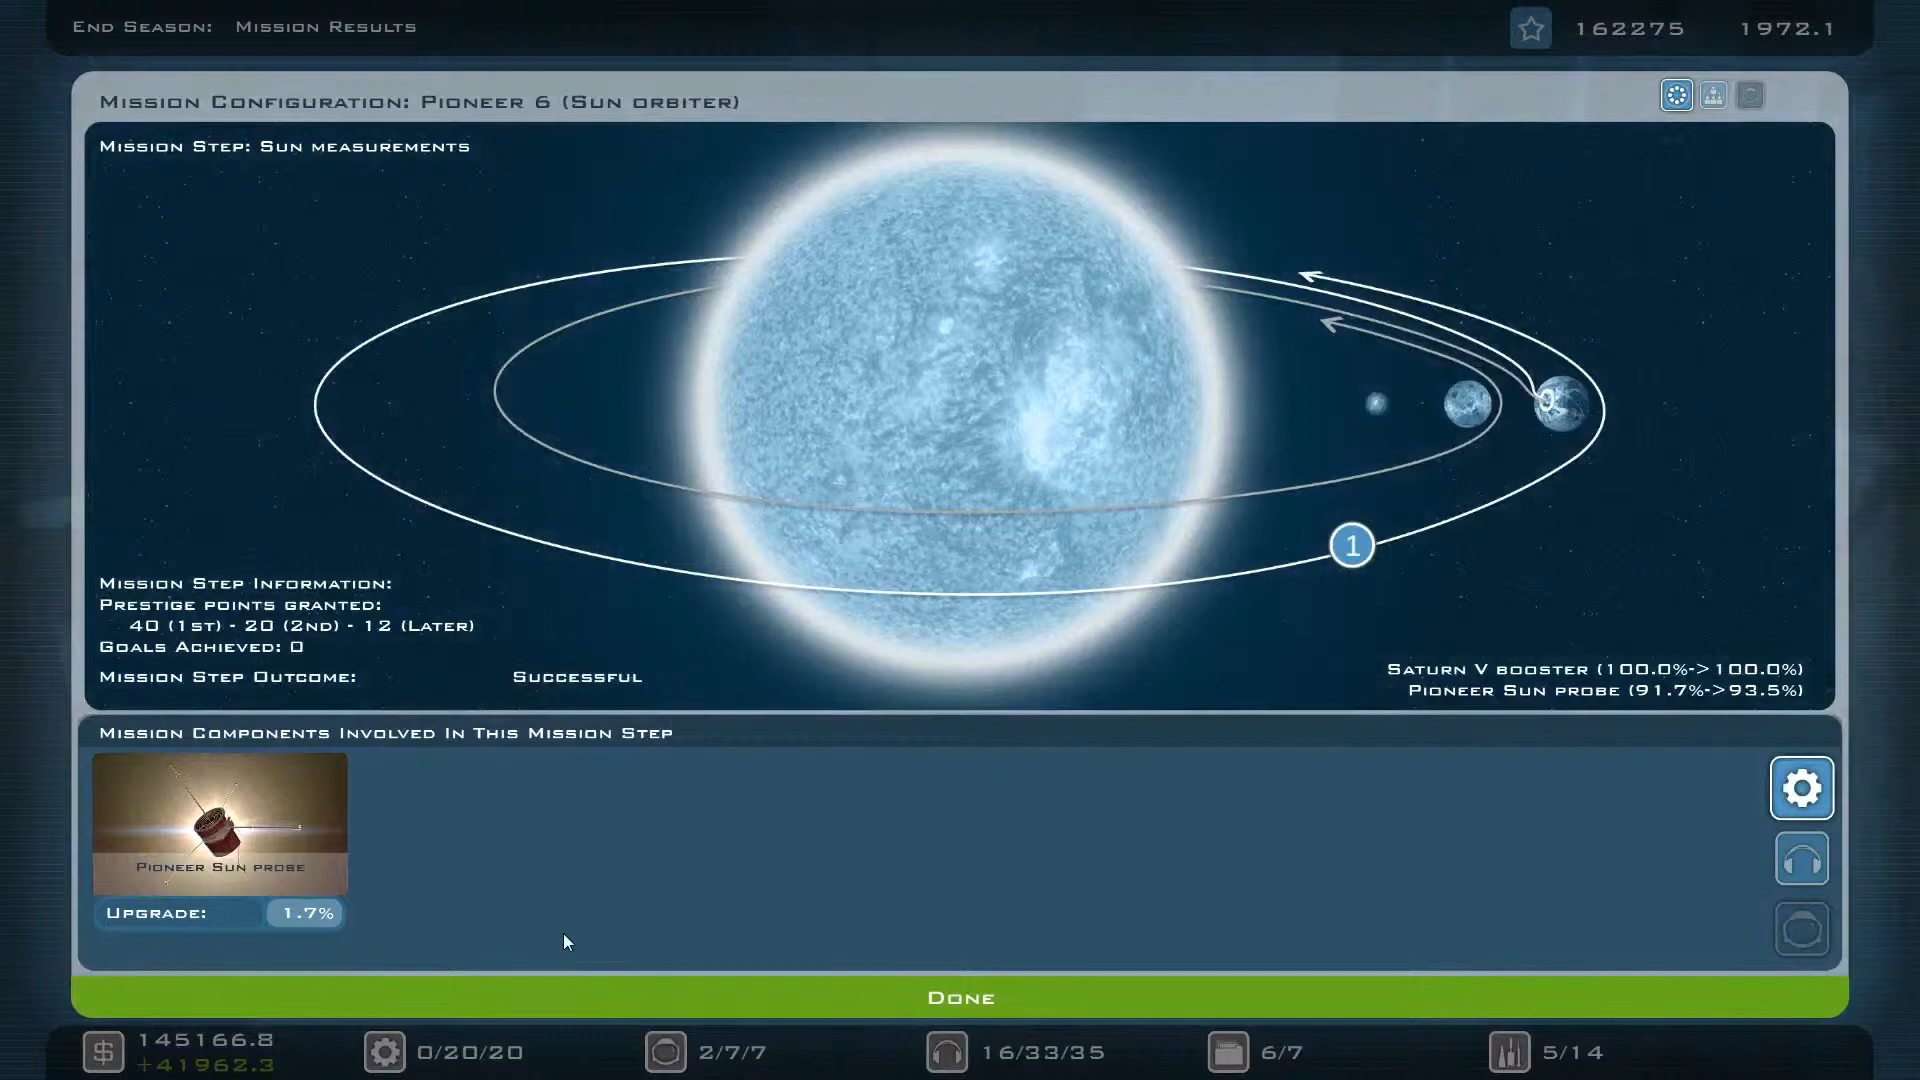 End Season: Mission Results
162275
1972.1
Mission Configuration: Pioneer 6 (Sun orbiter)
Mission Step: Sun measurements
1
Mission Step Information:
Prestige points granted:
40 (1st) - 20 (2nd) - 12 (Later)
Goals Achieved: 0
Mission Step Outcome: Successful
Saturn V booster (100.0%->100.0%)
Pioneer Sun probe (91.7%->93.5%)
Mission Components Involved In This Mission Step
Pioneer Sun probe
Upgrade: 1.7%
Done
$ 145166.8
+41962.3
0/20/20
2/7/7
16/33/35
6/7
5/14